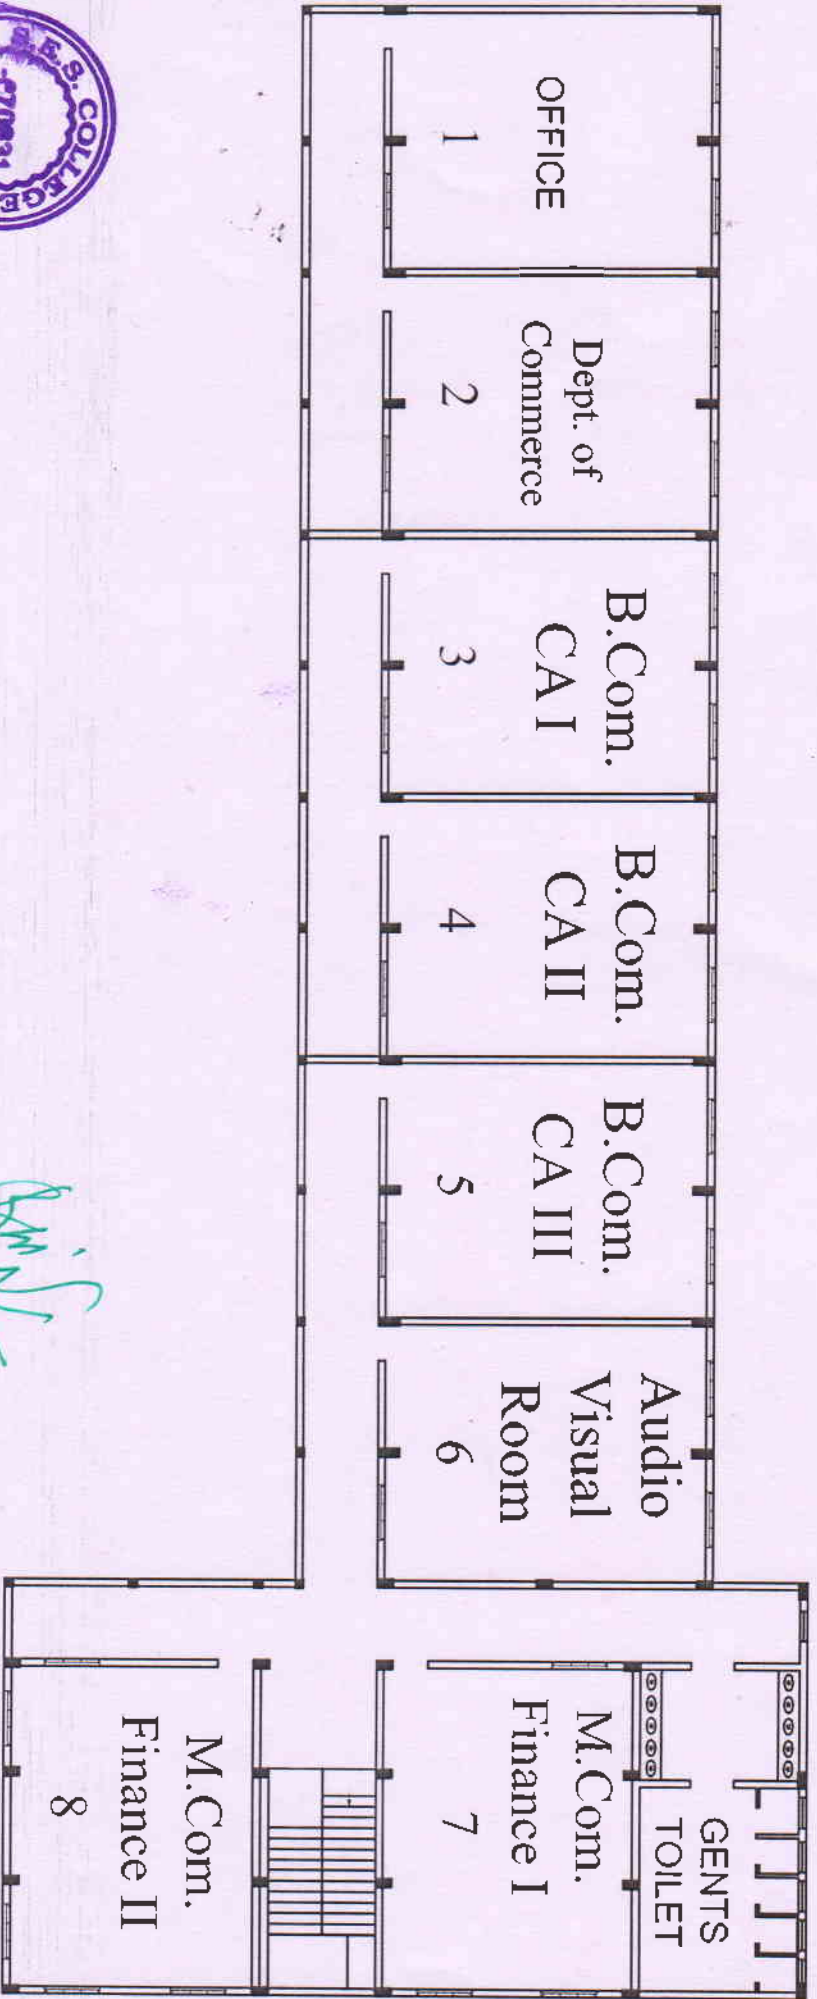 S.E.S. COLLEGE
OFFICE
1
Dept. of
Commerce
2
B.Com.
CA I
3
B.Com.
CA II
4
B.Com.
CA III
5
Audio
Visual
Room
6
M.Com.
Finance I
7
GENTS
TOILET
M.Com.
Finance II
8